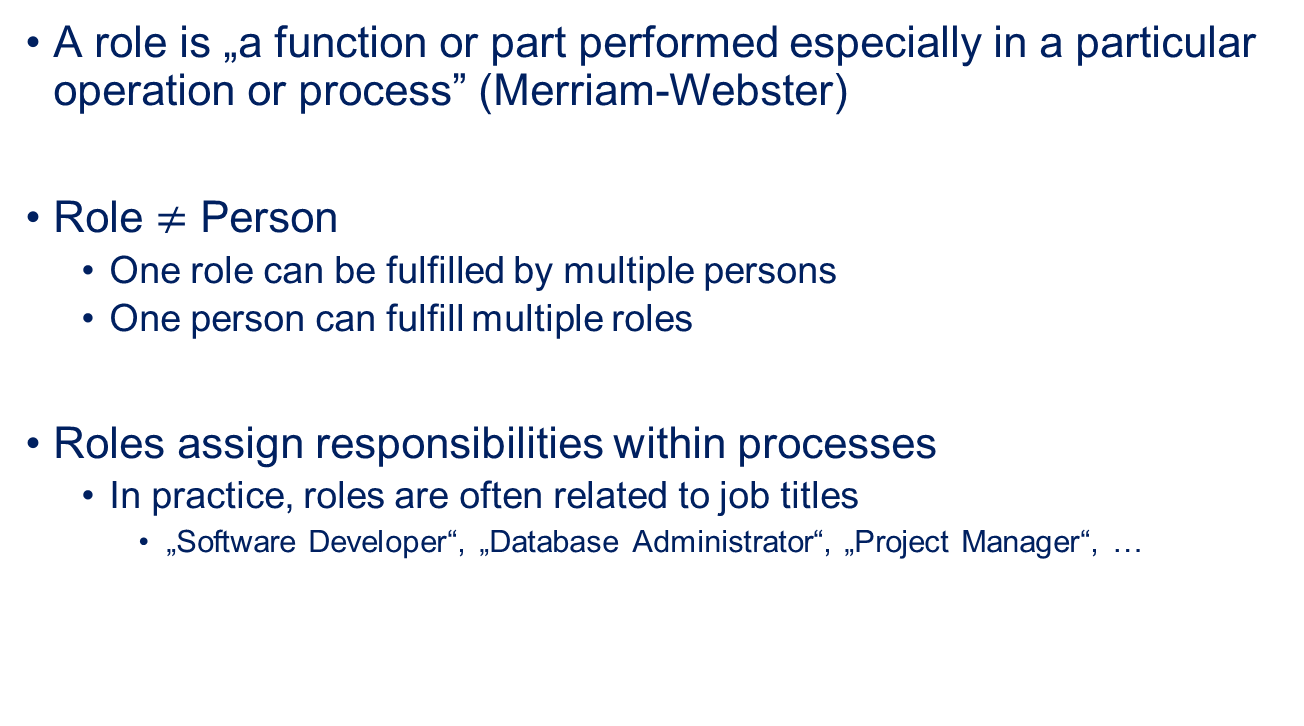 • A role is „a function or part performed especially in a particular
operation or process” (Merriam-Webster)
• Role ≠ Person
• One role can be fulfilled by multiple persons
• One person can fulfill multiple roles
• Roles assign responsibilities within processes
• In practice, roles are often related to job titles
• „Software Developer“, „Database Administrator“, „Project Manager“, …